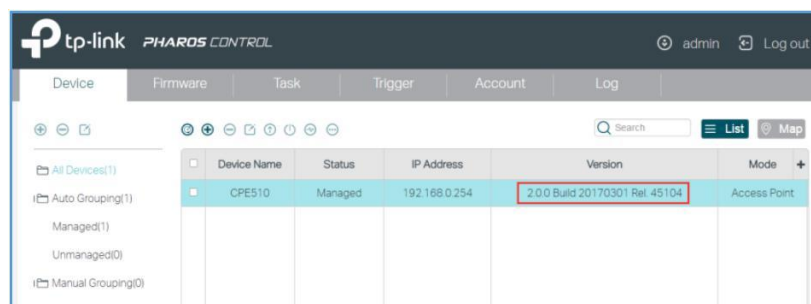 tp-link PHAROS CONTROL
admin Log out
Device Firmware Task Trigger Account Log
Search List Map
All Devices(1)
Auto Grouping(1)
Managed(1)
Unmanaged(0)
Manual Grouping(0)
Device Name Status IP Address Version Mode +
CPE510 Managed 192.168.0.254 2.0.0 Build 20170301 Rel. 45104 Access Point